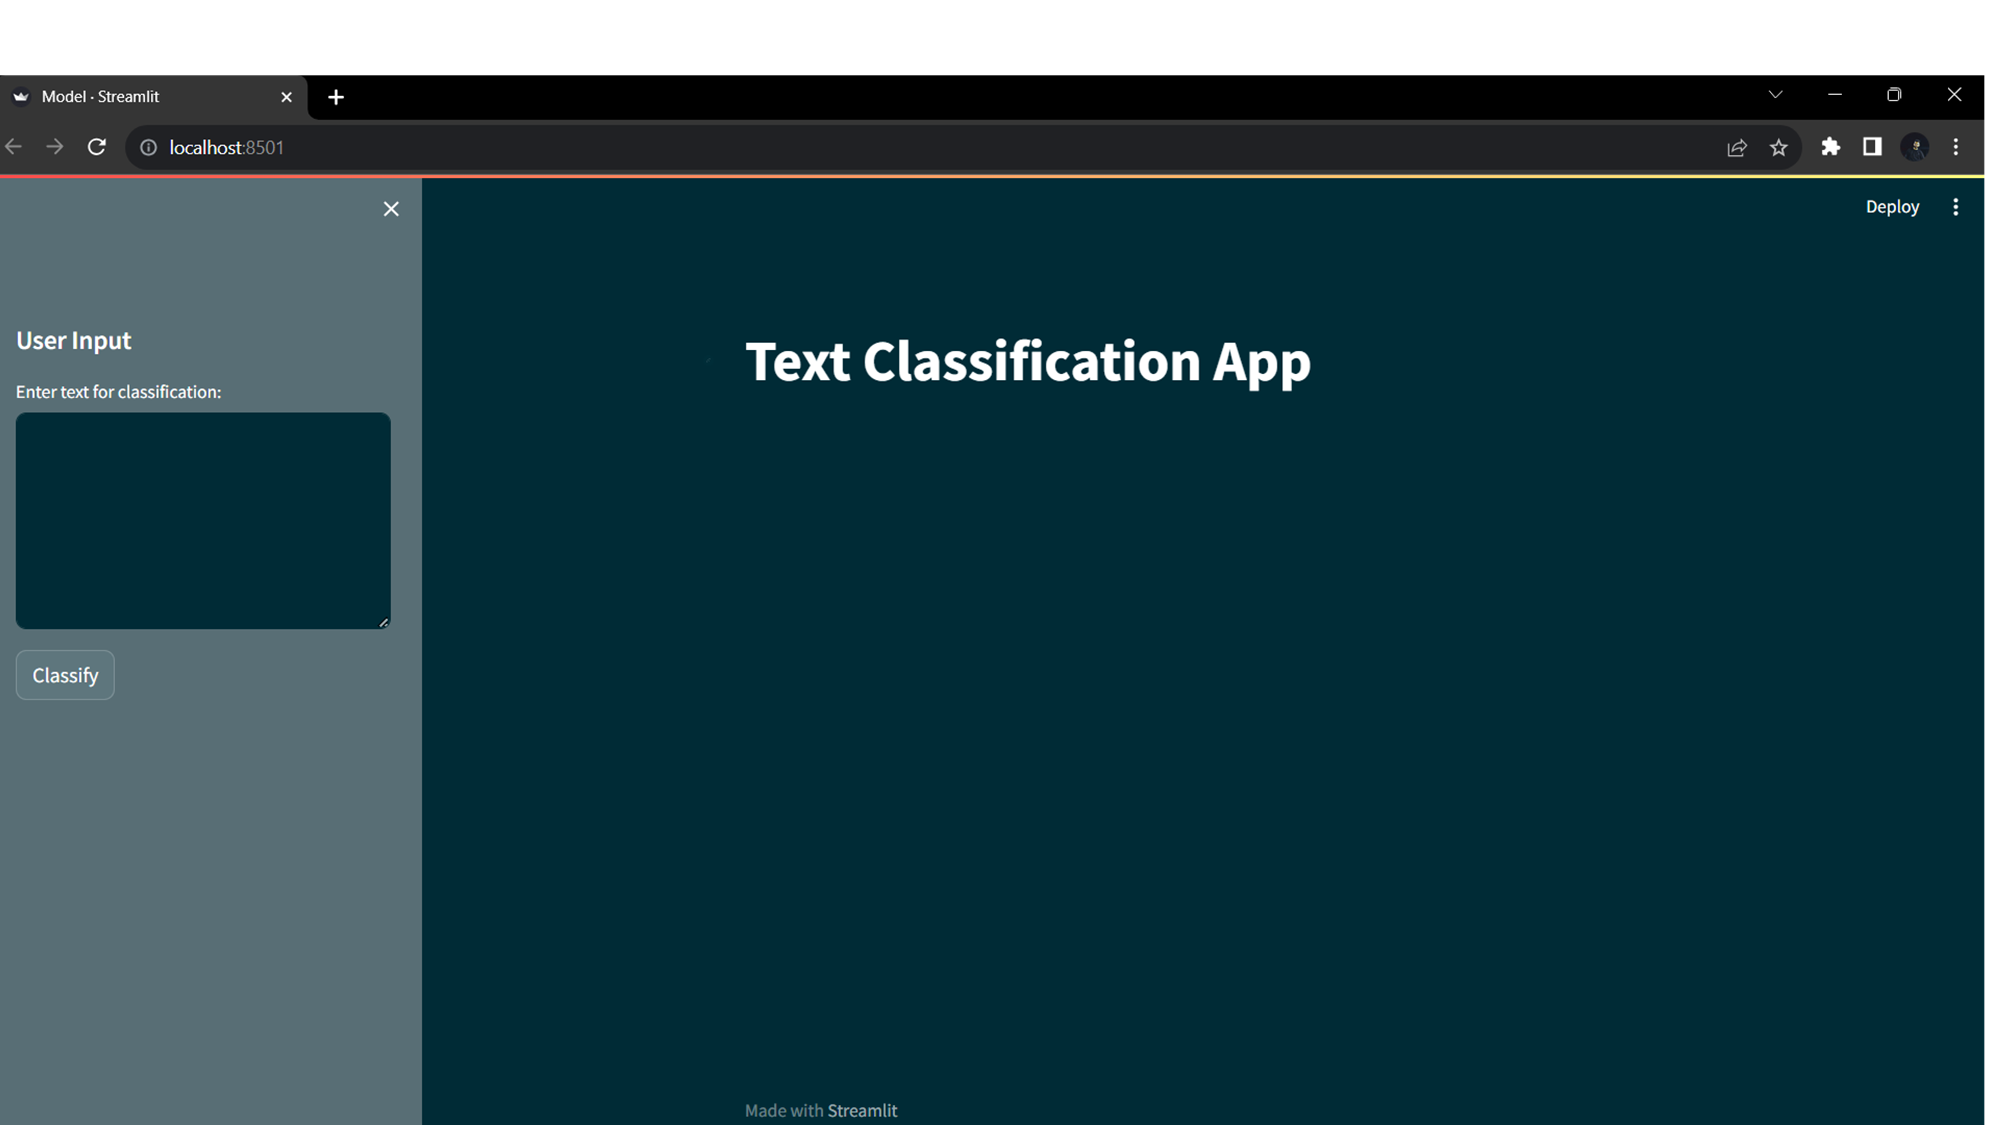 Model · Streamlit
localhost:8501
Deploy
User Input
Enter text for classification:
Classify
Text Classification App
Made with Streamlit